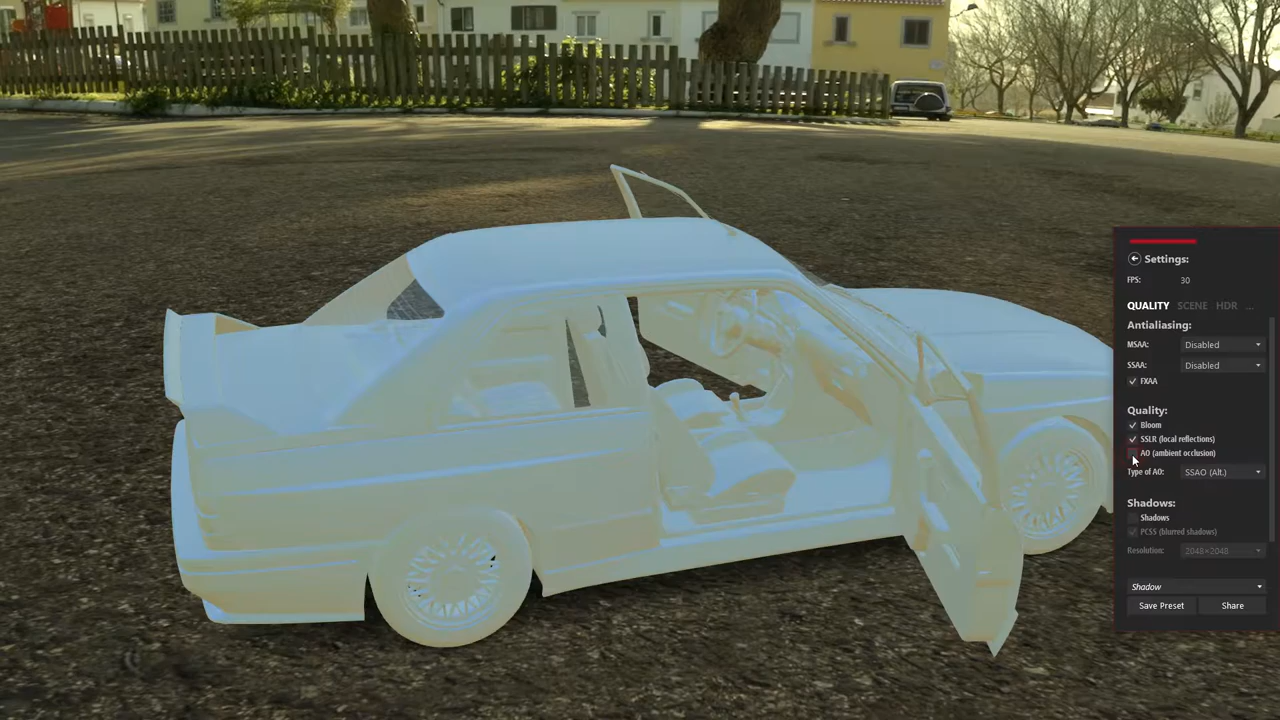 Settings:
FPS: 30
QUALITY SCENE HDR ...
Antialiasing:
MSAA: Disabled
SSAA: Disabled
FXAA
Quality:
Bloom
SSLR (local reflections)
AO (ambient occlusion)
Type of AO: SSAO (Alt.)
Shadows:
Shadows
PCSS (blurred shadows)
Resolution: 2048×2048
Shadow
Save Preset Share